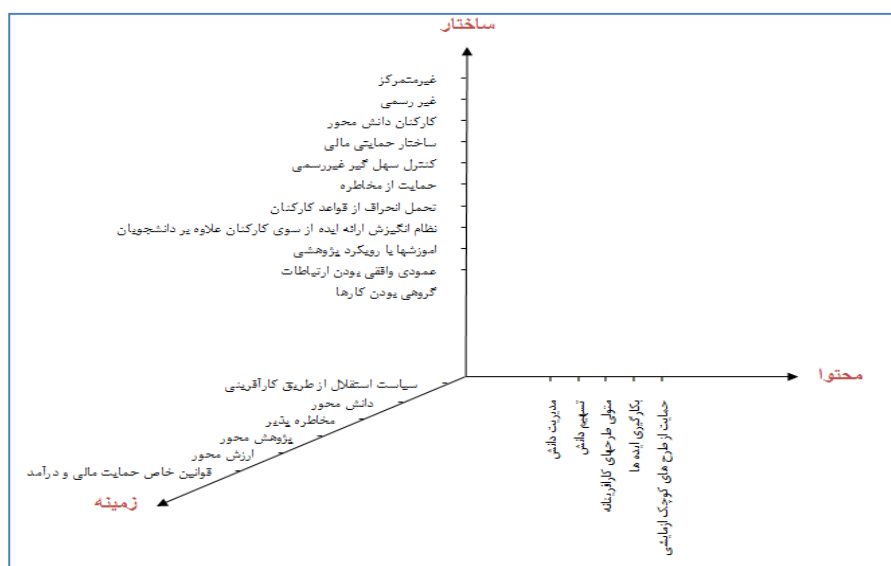 ساختار
غیرمتمرکز
غیر رسمی
کارکنان دانش محور
ساختار حمایتی مالی
کنترل سهل گیر غیررسمی
حمایت از مخاطره
تحمل انحراف از قواعد کارکنان
نظام انگیزش ارائه ایده از سوی کارکنان علاوه بر دانشجویان
اموزشها با رویکرد پژوهشی
عمودی وافقی بودن ارتباطات
گروهی بودن کارها
محتوا
مدیریت دانش
تسهیم دانش
متولی طرحهای کارافرینانه
بکارگیری ایده ها
حمایت از طرح های کوچک ازمایشی
سیاست استقلال از طریق کارآفرینی
دانش محور
مخاطره پذیر
پژوهش محور
ارزش محور
قوانین خاص حمایت مالی و درآمد
زمینه